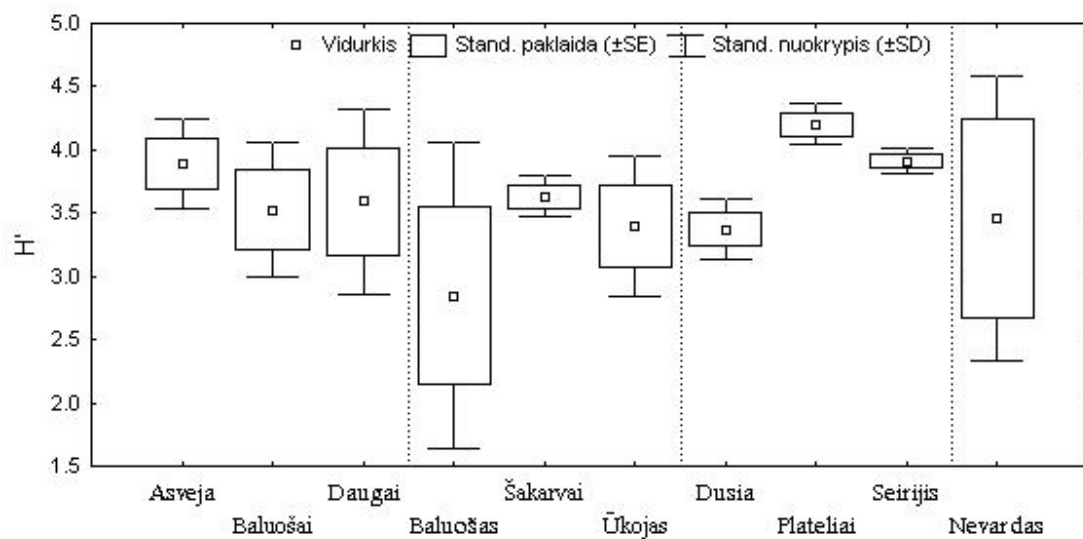 5.0
Vidurkis Stand. paklaida (±SE) Stand. nuokrypis (±SD)
4.5
4.0
3.5
H'
3.0
2.5
2.0
1.5
Asveja Daugai Šakarvai Dusia Seirijis
Baluošai Baluošas Ūkojas Plateliai Nevardas